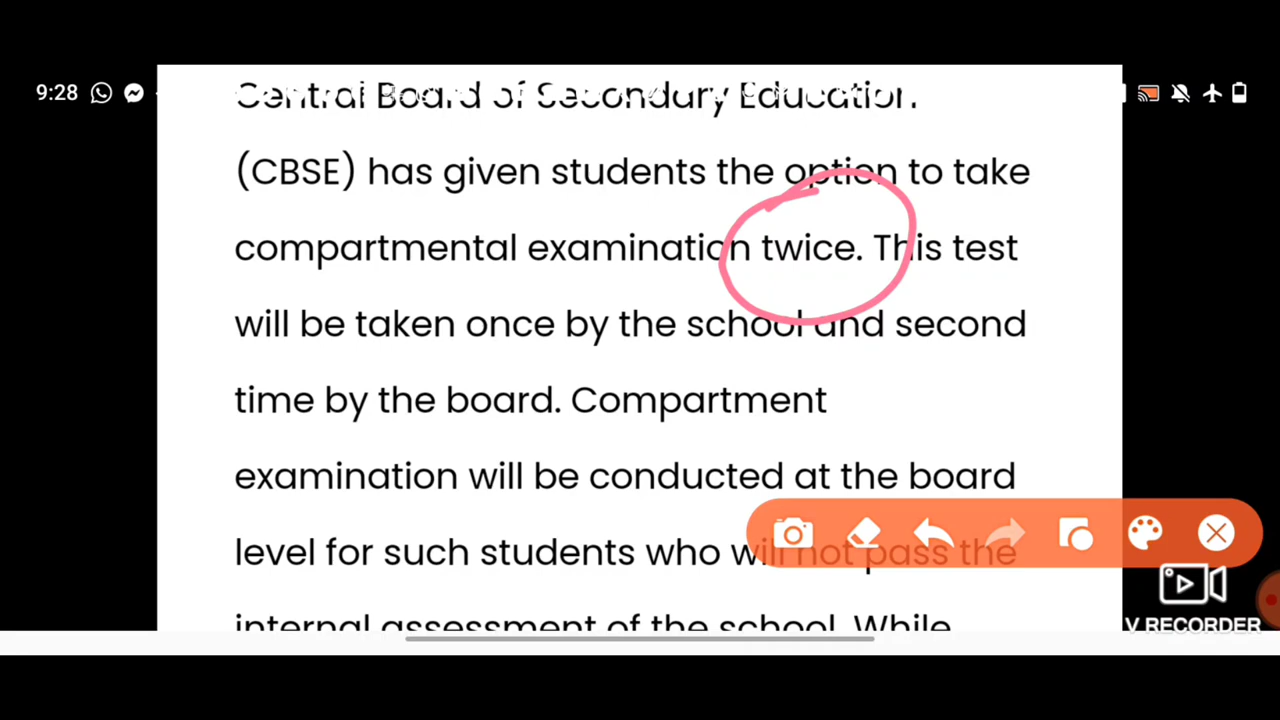 9:28
Central Board of Secondary Education
(CBSE) has given students the option to take
compartmental examination twice. This test
will be taken once by the school and second
time by the board. Compartment
examination will be conducted at the board
level for such students who will not pass the
internal assessment of the school. While
V RECORDER